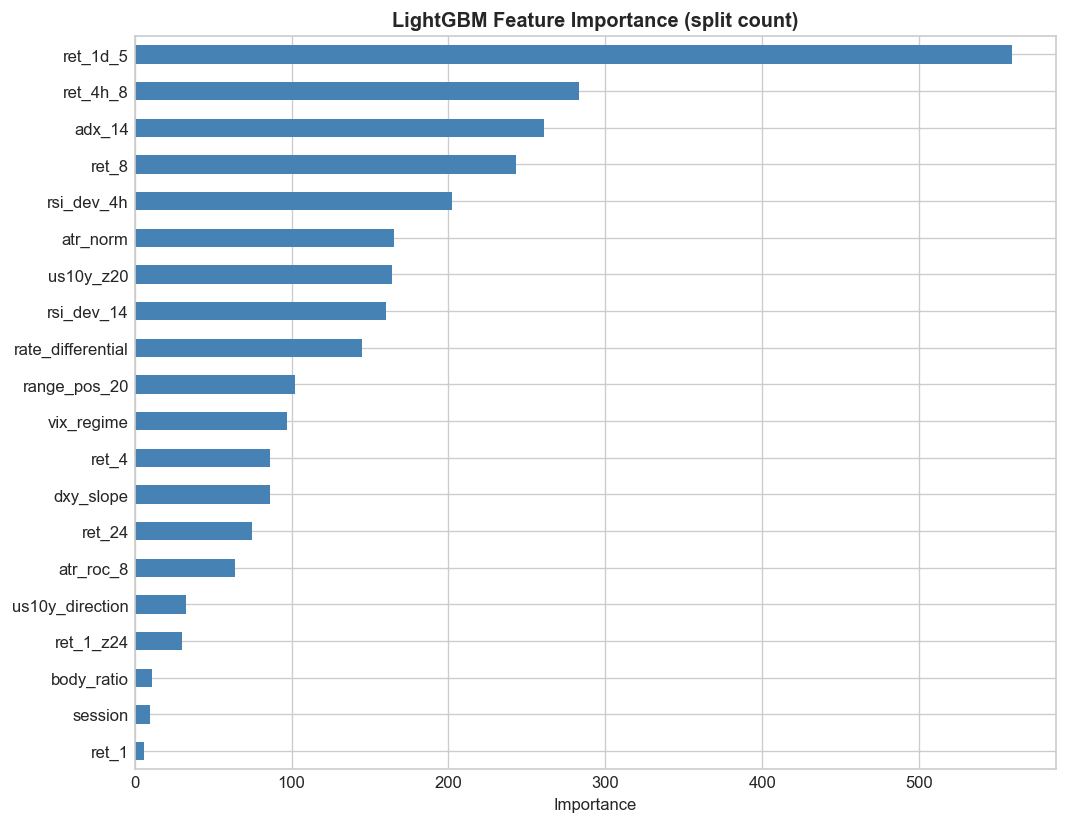 LightGBM Feature Importance (split count)
ret_1d_5
ret_4h_8
adx_14
ret_8
rsi_dev_4h
atr_norm
us10y_z20
rsi_dev_14
rate_differential
range_pos_20
vix_regime
ret_4
dxy_slope
ret_24
atr_roc_8
us10y_direction
ret_1_z24
body_ratio
session
ret_1
0 100 200 300 400 500
Importance